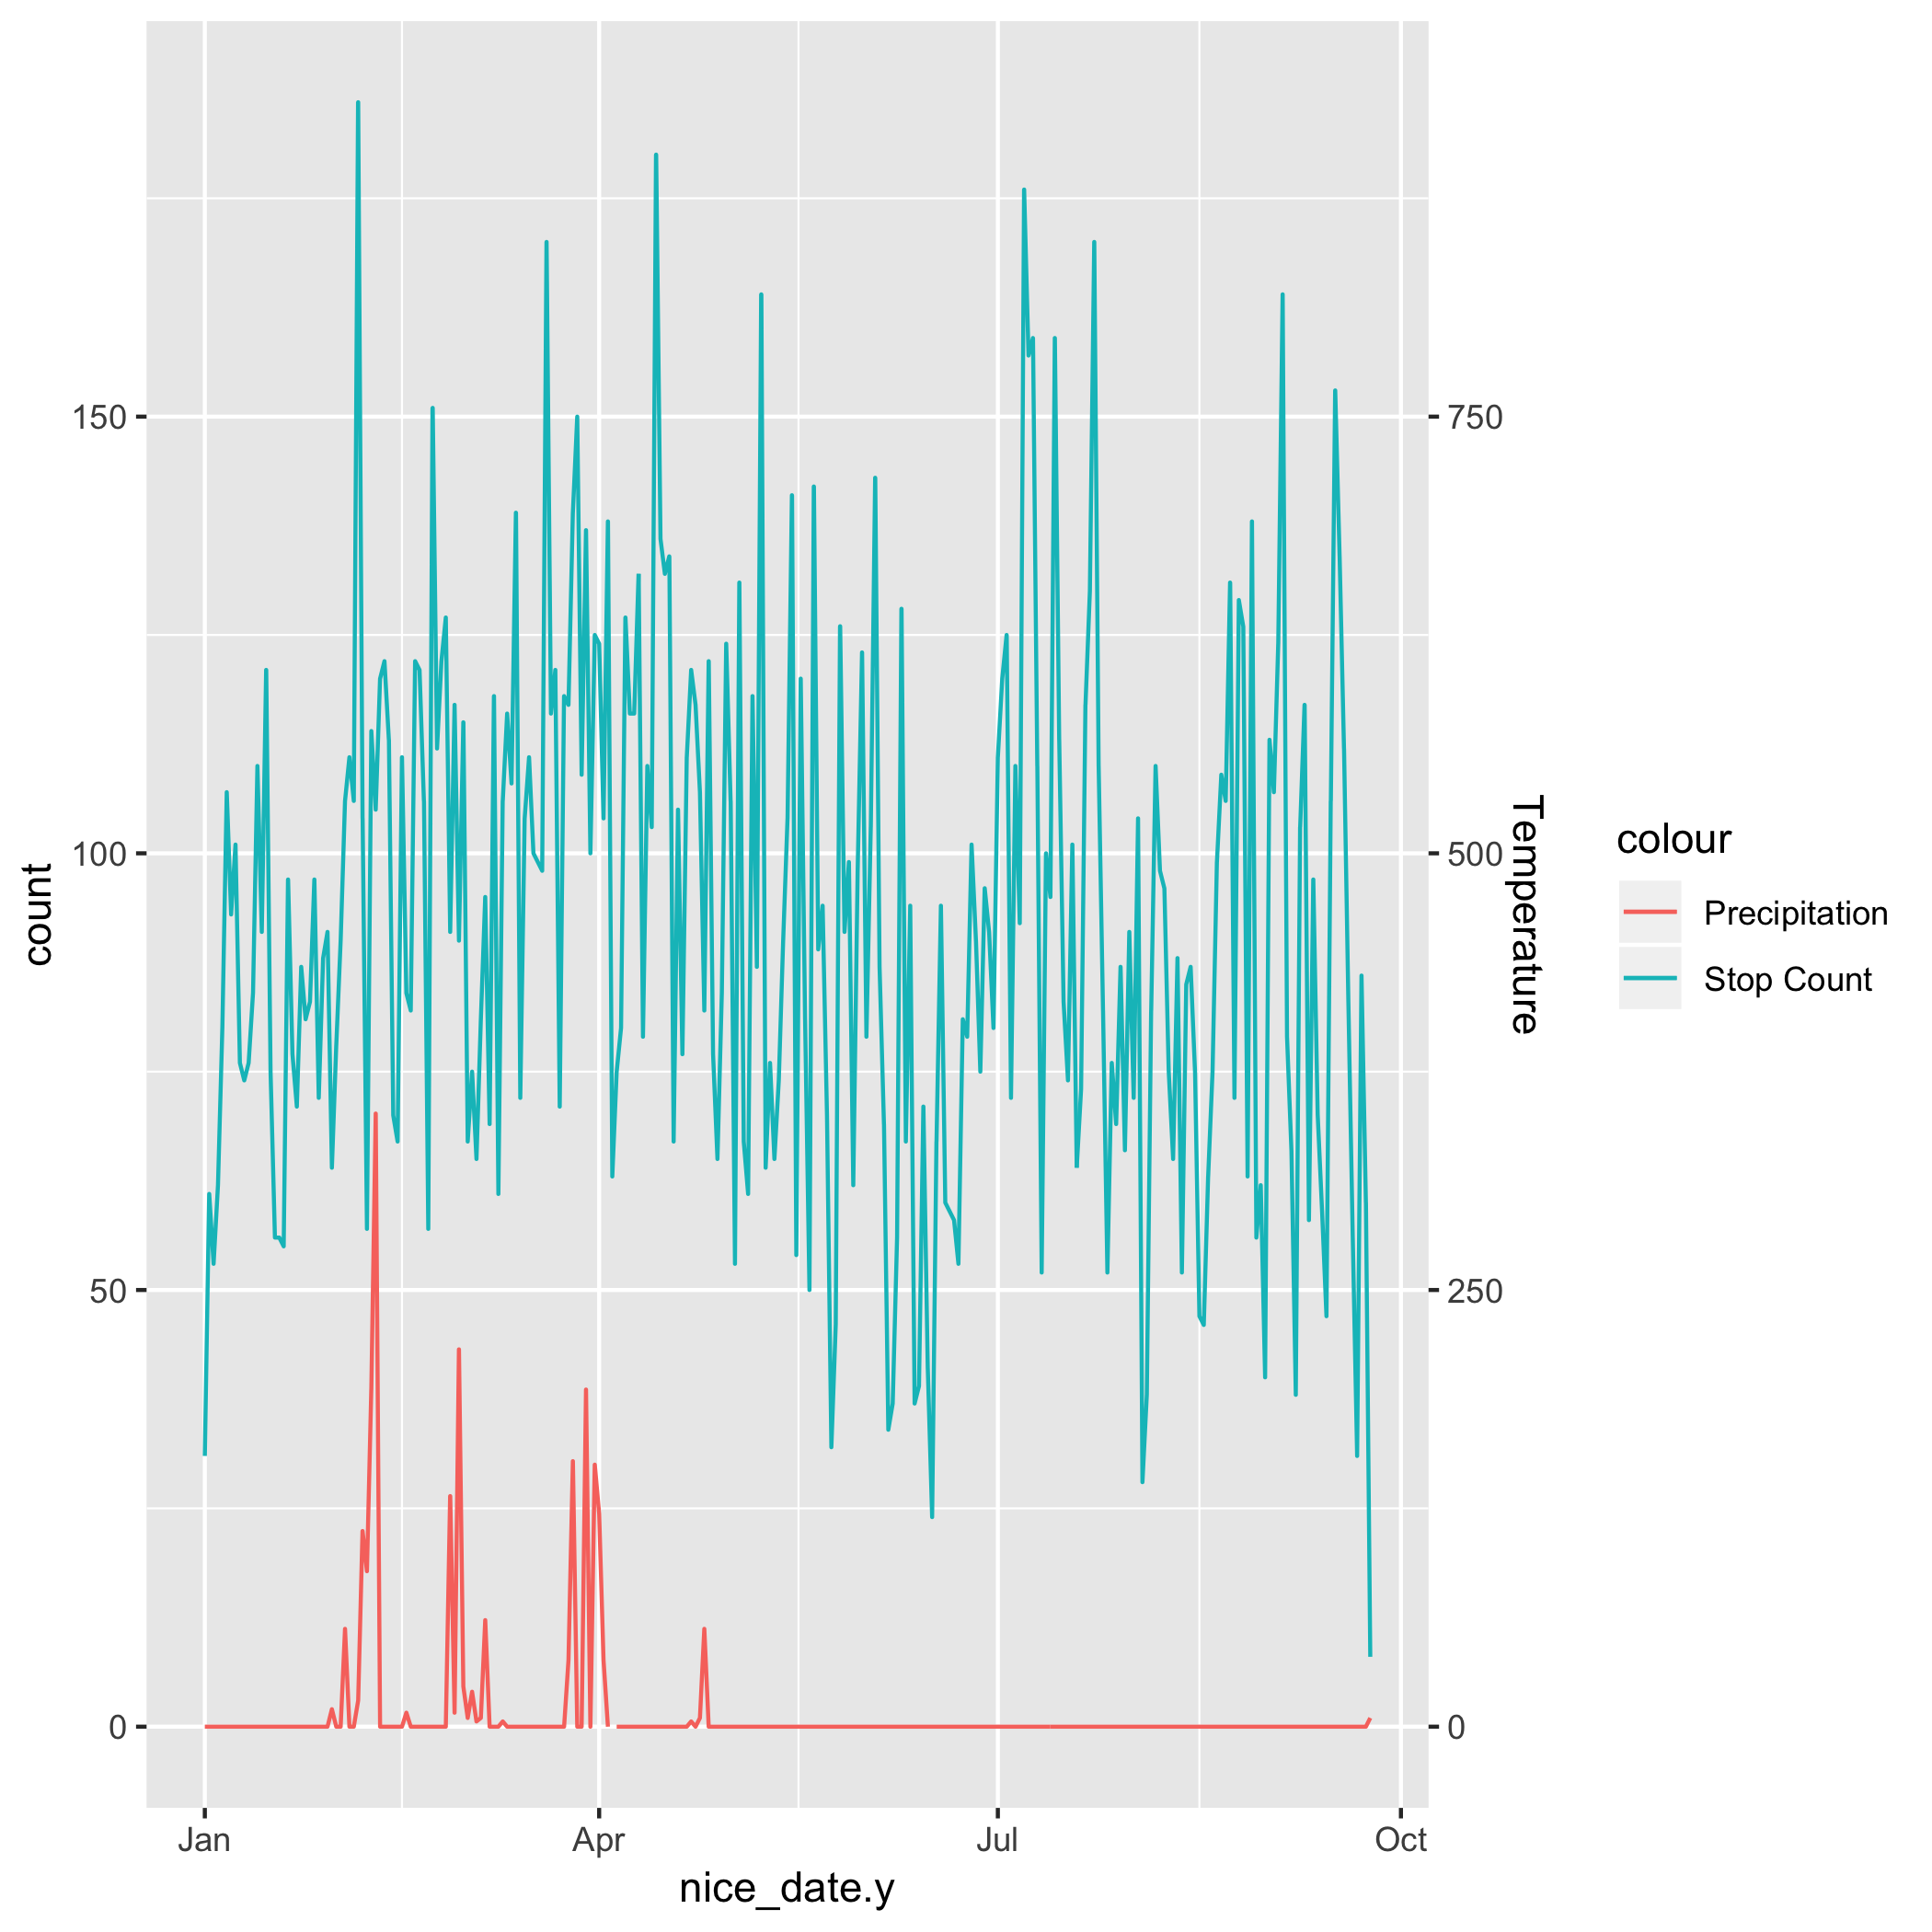 count
150
100
50
0
750
500
250
0
Temperature
Jan
Apr
Jul
Oct
nice_date.y
colour
Precipitation
Stop Count